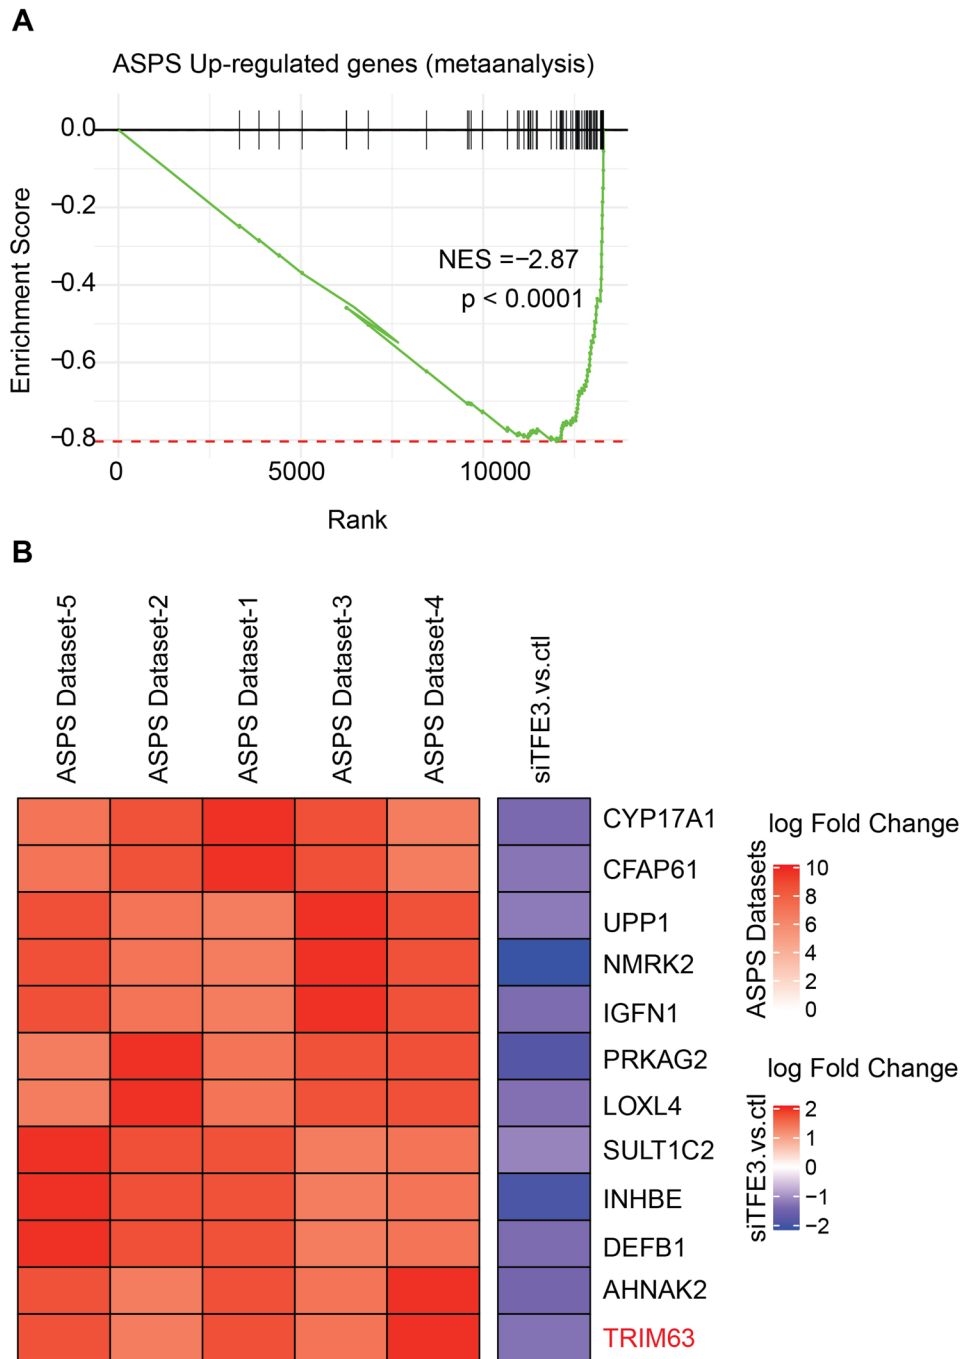 A
ASPS Up-regulated genes (metaanalysis)
0.0
−0.2
−0.4
−0.6
−0.8
Enrichment Score
NES =−2.87
p < 0.0001
0
5000
10000
Rank
B
ASPS Dataset-5
ASPS Dataset-2
ASPS Dataset-1
ASPS Dataset-3
ASPS Dataset-4
siTFE3.vs.ctl
CYP17A1
CFAP61
UPP1
NMRK2
IGFN1
PRKAG2
LOXL4
SULT1C2
INHBE
DEFB1
AHNAK2
TRIM63
log Fold Change
ASPS Datasets
10
8
6
4
2
0
log Fold Change
siTFE3.vs.ctl
2
1
0
−1
−2